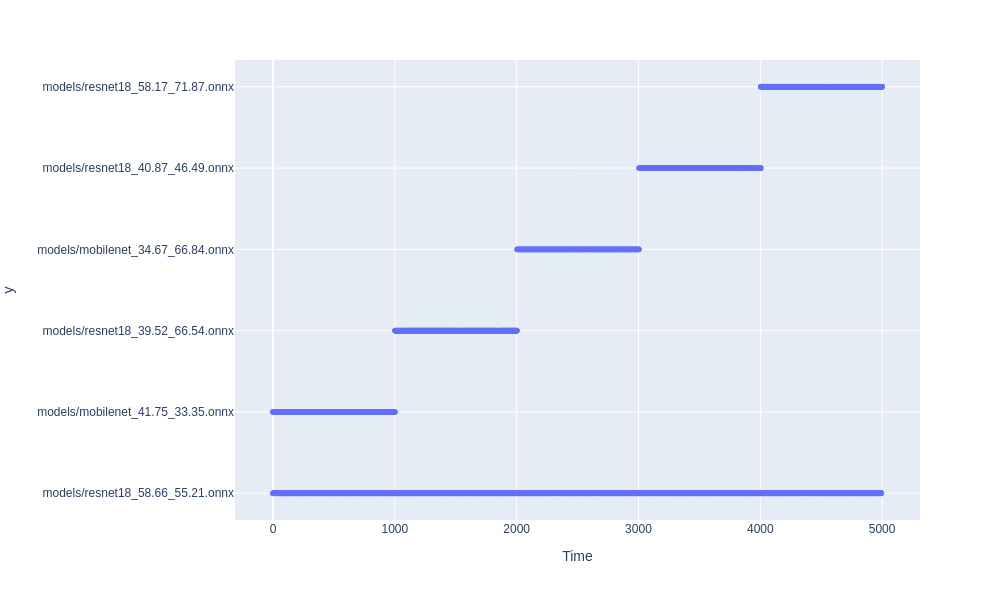 models/resnet18_58.17_71.87.onnx
models/resnet18_40.87_46.49.onnx
models/mobilenet_34.67_66.84.onnx
y
models/resnet18_39.52_66.54.onnx
models/mobilenet_41.75_33.35.onnx
models/resnet18_58.66_55.21.onnx
0 1000 2000 3000 4000 5000
Time